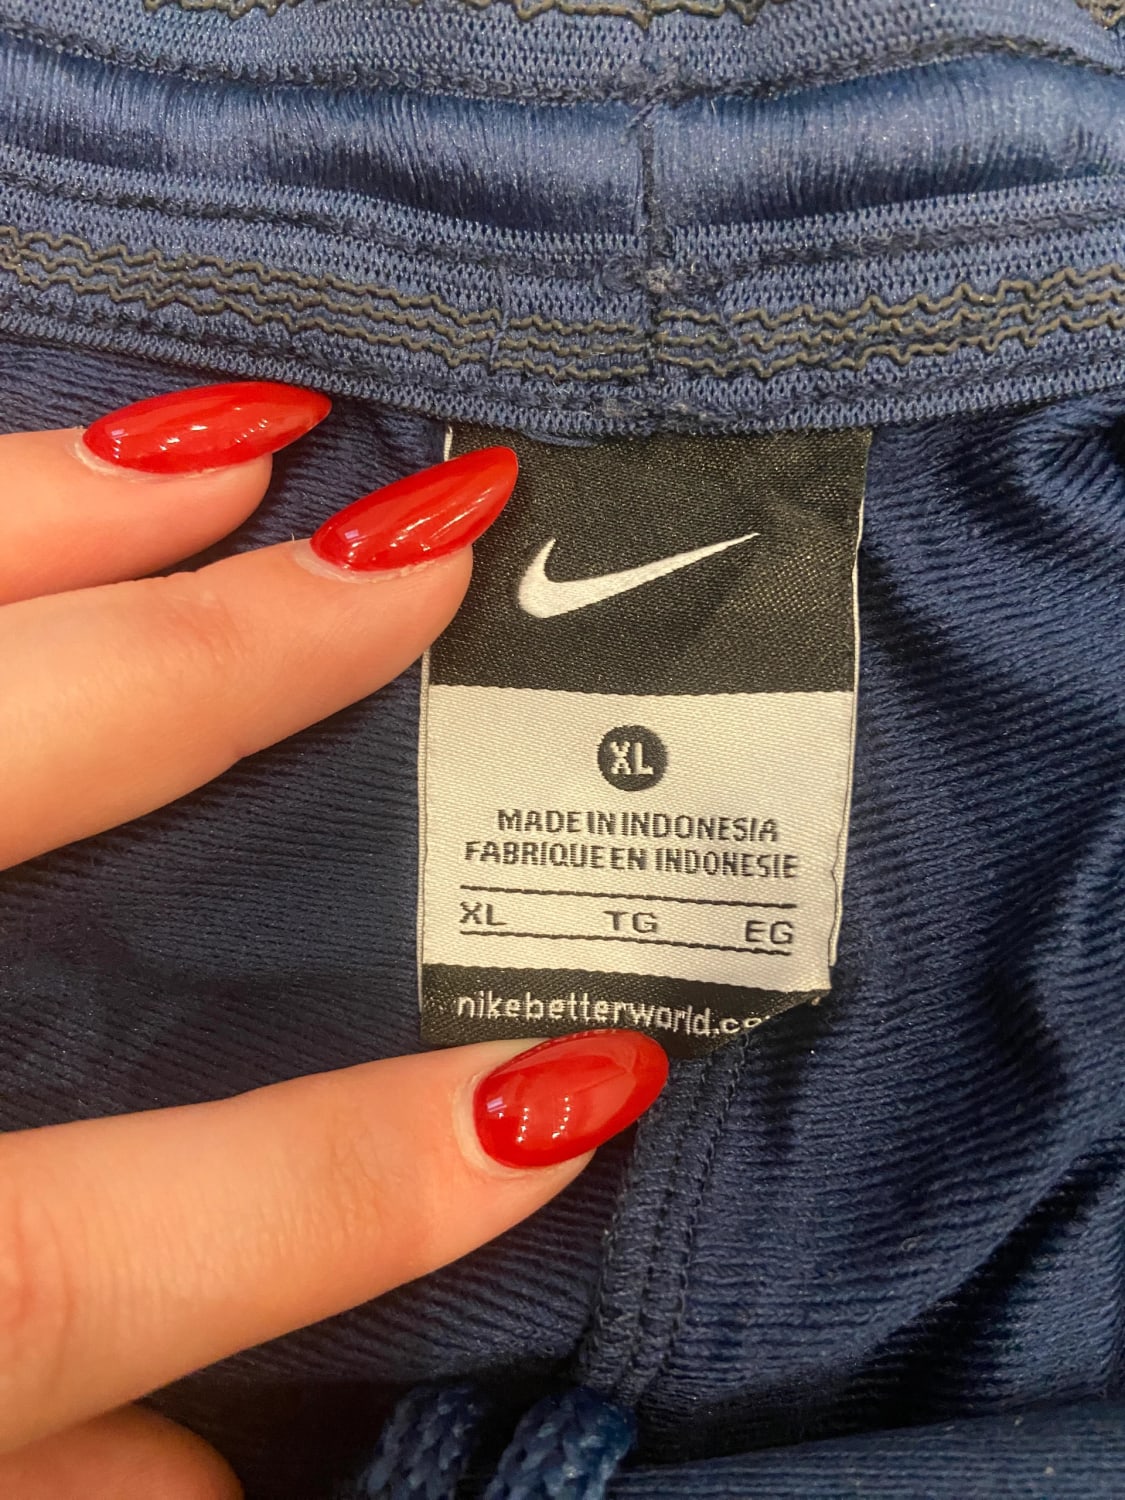 XL
MADE IN INDONESIA
FABRIQUE EN INDONESIE
XL TG EG
nikebetterworld.co